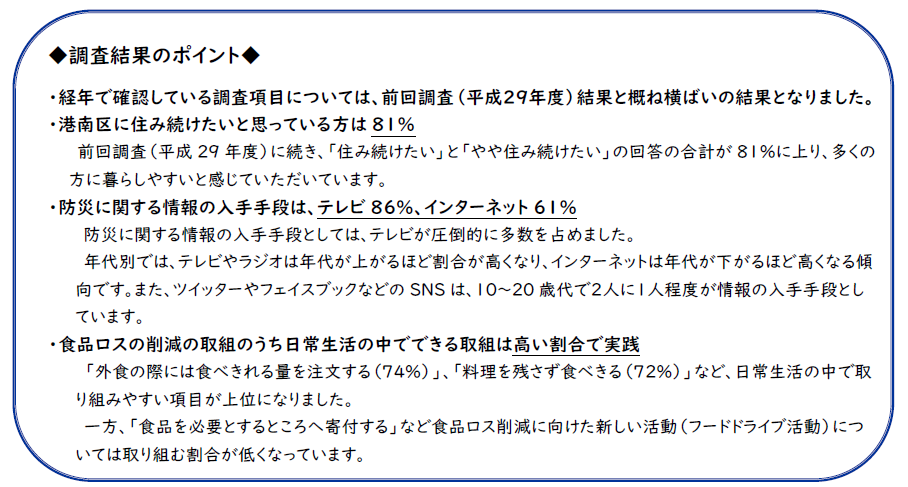 ◆調査結果のポイント◆
・経年で確認している調査項目については、前回調査(平成29年度)結果と概ね横ばいの結果となりました。
・港南区に住み続けたいと思っている方は 81%
前回調査(平成 29 年度)に続き、「住み続けたい」と「やや住み続けたい」の回答の合計が 81%に上り、多くの
方に暮らしやすいと感じていただいています。
・防災に関する情報の入手手段は、テレビ 86%、インターネット 61%
防災に関する情報の入手手段としては、テレビが圧倒的に多数を占めました。
年代別では、テレビやラジオは年代が上がるほど割合が高くなり、インターネットは年代が下がるほど高くなる傾
向です。また、ツイッターやフェイスブックなどの SNS は、10~20 歳代で2人に1人程度が情報の入手手段とし
ています。
・食品ロスの削減の取組のうち日常生活の中でできる取組は高い割合で実践
「外食の際には食べきれる量を注文する(74%)」、「料理を残さず食べきる(72%)」など、日常生活の中で取
り組みやすい項目が上位になりました。
一方、「食品を必要とするところへ寄付する」など食品ロス削減に向けた新しい活動(フードドライブ活動)につ
いては取り組む割合が低くなっています。